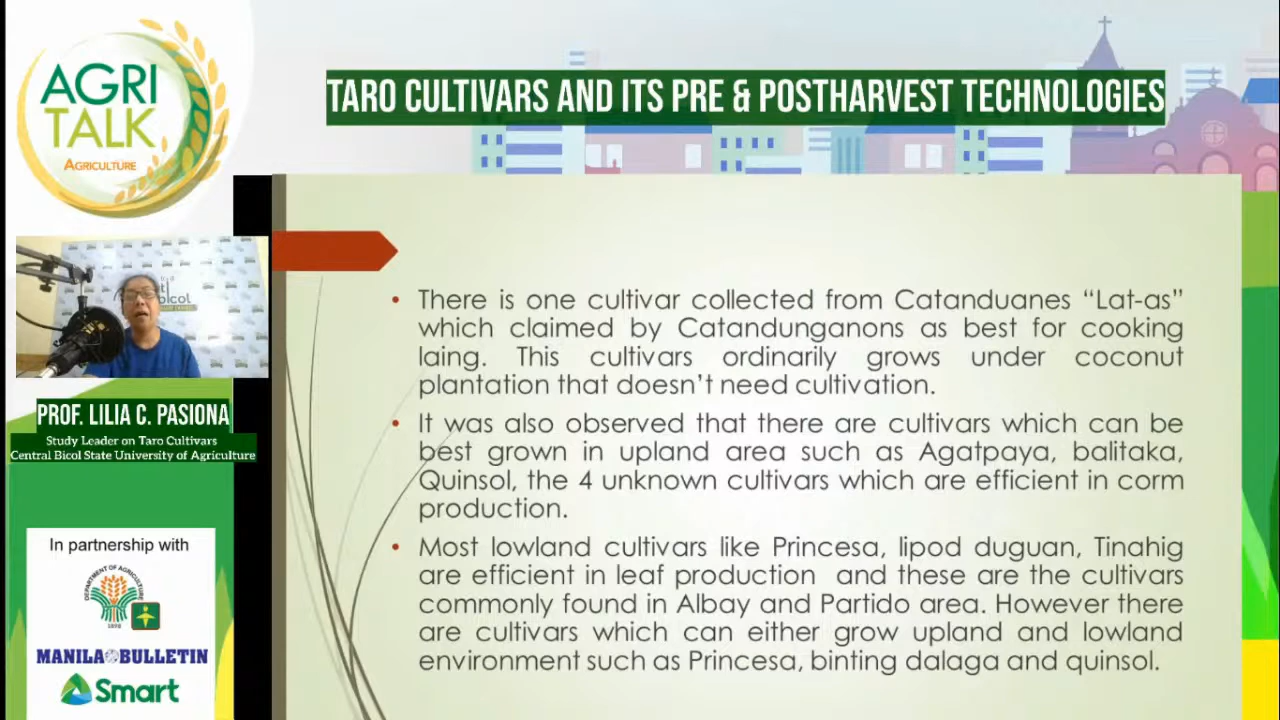 AGRI
TALK
AGRICULTURE
TARO CULTIVARS AND ITS PRE & POSTHARVEST TECHNOLOGIES
PROF. LILIA C. PASIONA
Study Leader on Taro Cultivars
Central Bicol State University of Agriculture
In partnership with
DEPARTMENT OF AGRICULTURE
1898
MANILA BULLETIN
Smart
• There is one cultivar collected from Catanduanes “Lat-as”
which claimed by Catandunganons as best for cooking
laing. This cultivars ordinarily grows under coconut
plantation that doesn’t need cultivation.
• It was also observed that there are cultivars which can be
best grown in upland area such as Agatpaya, balitaka,
Quinsol, the 4 unknown cultivars which are efficient in corm
production.
• Most lowland cultivars like Princesa, lipod duguan, Tinahig
are efficient in leaf production and these are the cultivars
commonly found in Albay and Partido area. However there
are cultivars which can either grow upland and lowland
environment such as Princesa, binting dalaga and quinsol.